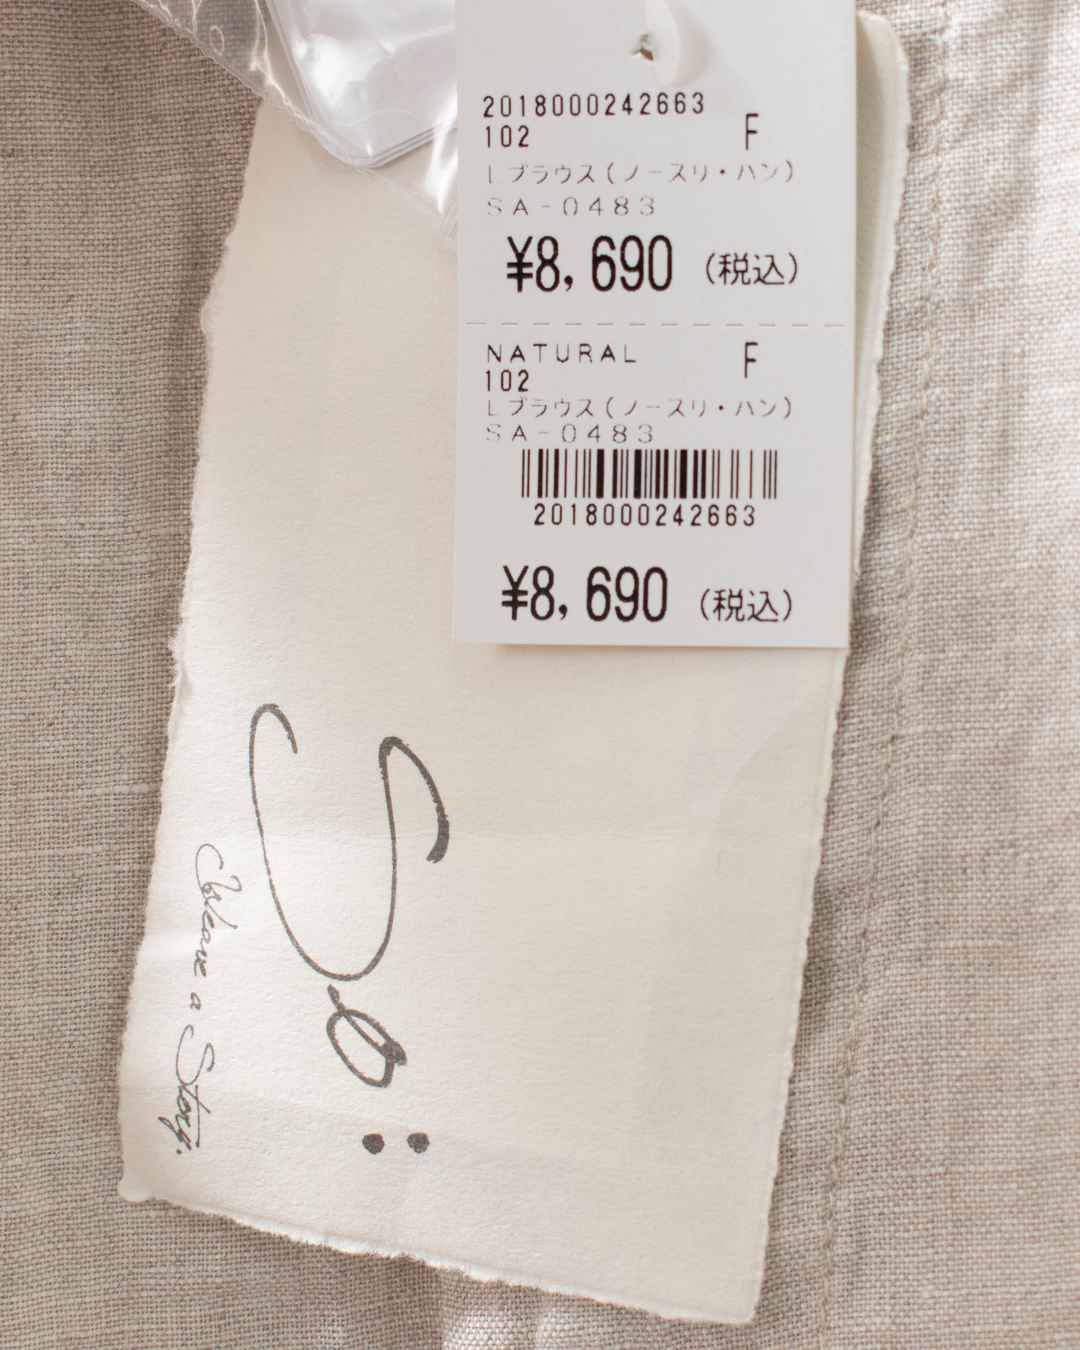 2018000242663
102 F
Lブラウス(ノースリ・ハン)
SA-0483
¥8,690 (税込)
NATURAL F
102
Lブラウス(ノースリ・ハン)
SA-0483
2018000242663
¥8,690 (税込)
So:
Weave a Story.